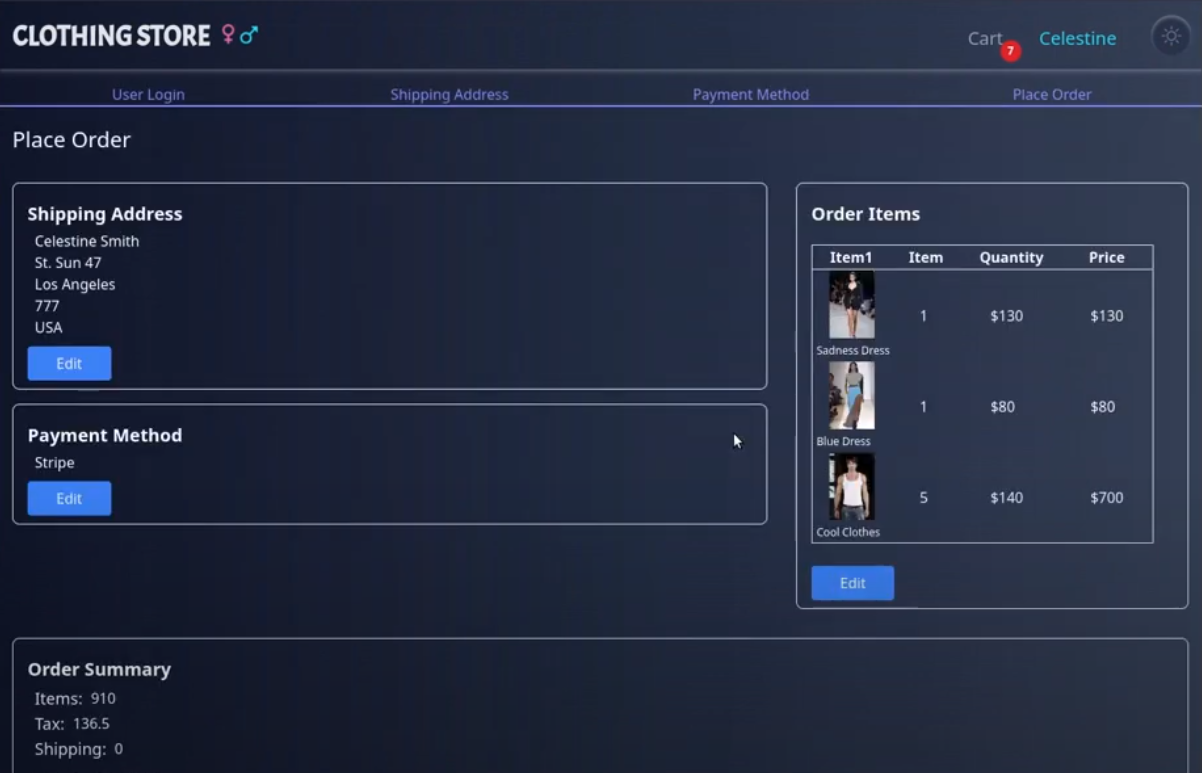 CLOTHING STORE
Cart 7 Celestine
User Login Shipping Address Payment Method Place Order
Place Order
Shipping Address
Celestine Smith
St. Sun 47
Los Angeles
777
USA
Edit
Payment Method
Stripe
Edit
Order Items
Item1 Item Quantity Price
1 $130 $130
Sadness Dress
1 $80 $80
Blue Dress
5 $140 $700
Cool Clothes
Edit
Order Summary
Items: 910
Tax: 136.5
Shipping: 0